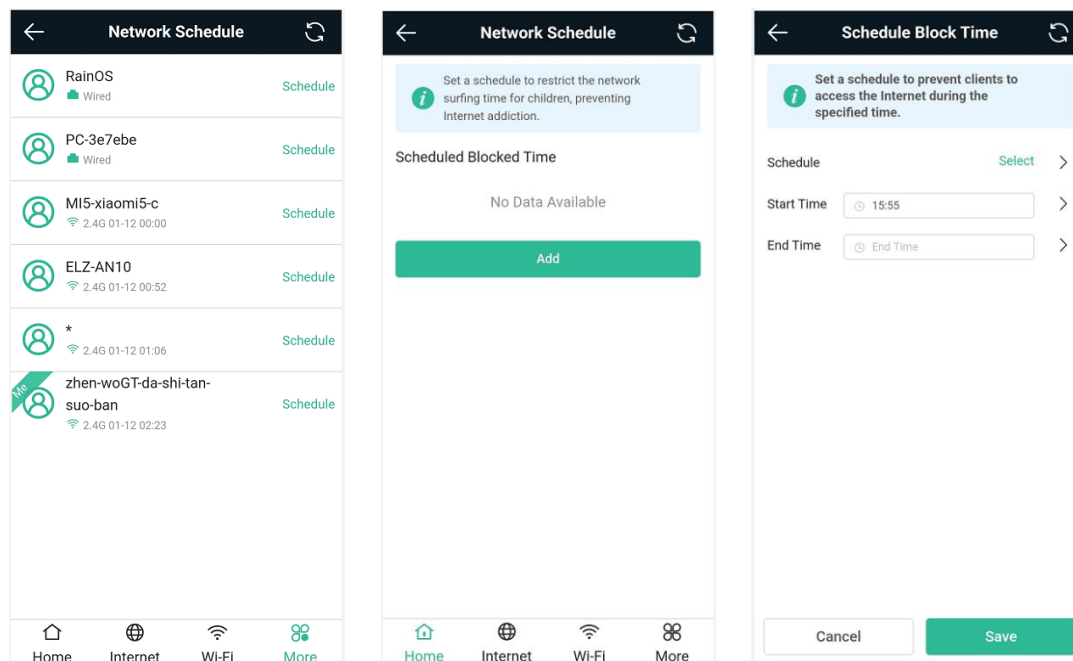 Network Schedule
RainOS
Wired
Schedule
PC-3e7ebe
Wired
Schedule
MI5-xiaomi5-c
2.4G 01-12 00:00
Schedule
ELZ-AN10
2.4G 01-12 00:52
Schedule
*
2.4G 01-12 01:06
Schedule
Me
zhen-woGT-da-shi-tan-
suo-ban
2.4G 01-12 02:23
Schedule
Home Internet Wi-Fi More
Network Schedule
Set a schedule to restrict the network
surfing time for children, preventing
Internet addiction.
Scheduled Blocked Time
No Data Available
Add
Home Internet Wi-Fi More
Schedule Block Time
Set a schedule to prevent clients to
access the Internet during the
specified time.
Schedule Select
Start Time 15:55
End Time End Time
Cancel Save